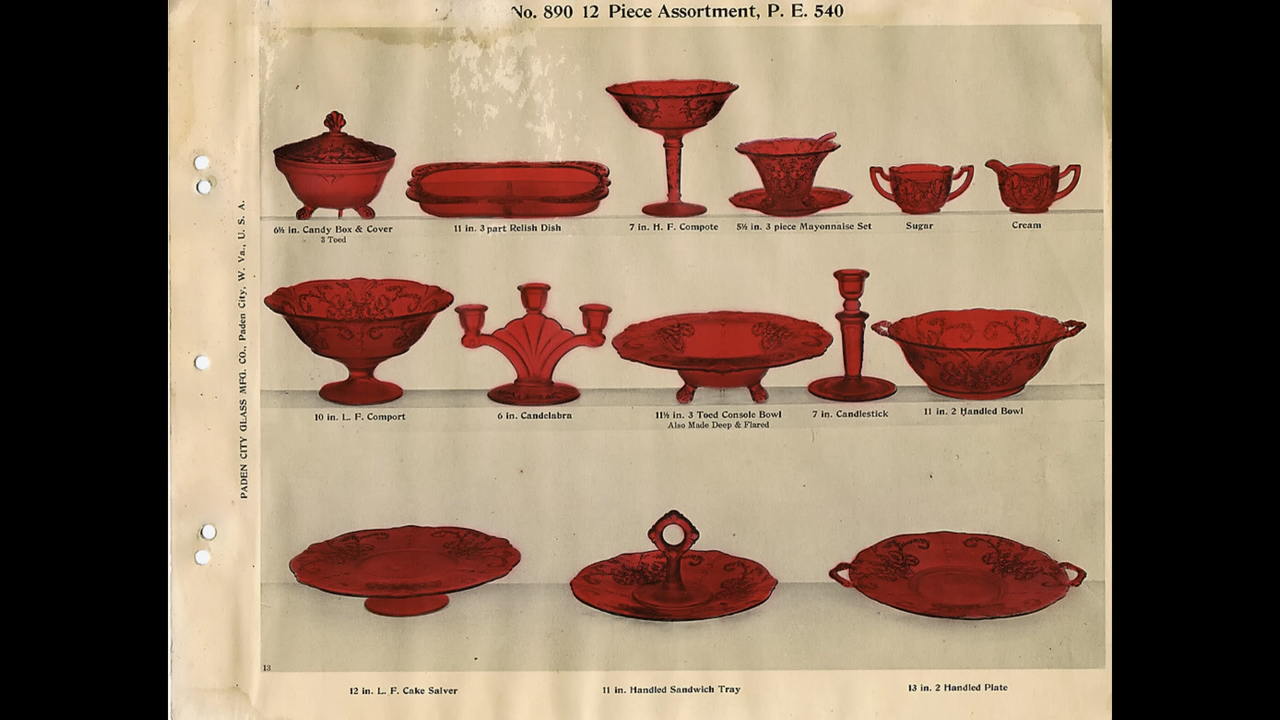 No. 890 12 Piece Assortment, P. E. 540
6½ in. Candy Box & Cover
3 Toed
11 in. 3 part Relish Dish
7 in. H. F. Compote
5½ in. 3 piece Mayonnaise Set
Sugar
Cream
10 in. L. F. Comport
6 in. Candelabra
11½ in. 3 Toed Console Bowl
Also Made Deep & Flared
7 in. Candlestick
11 in. 2 Handled Bowl
12 in. L. F. Cake Salver
11 in. Handled Sandwich Tray
13 in. 2 Handled Plate
13
PADEN CITY GLASS MFG. CO., Paden City, W. Va., U. S. A.